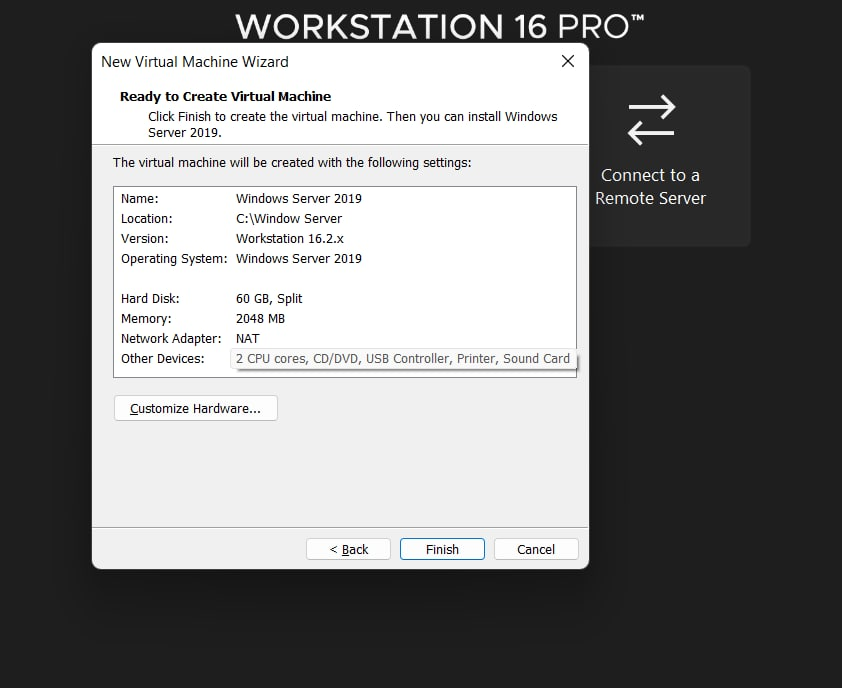 WORKSTATION 16 PRO™
New Virtual Machine Wizard
Ready to Create Virtual Machine
Click Finish to create the virtual machine. Then you can install Windows
Server 2019.
The virtual machine will be created with the following settings:
Name: Windows Server 2019
Location: C:\Window Server
Version: Workstation 16.2.x
Operating System: Windows Server 2019
Hard Disk: 60 GB, Split
Memory: 2048 MB
Network Adapter: NAT
Other Devices: 2 CPU cores, CD/DVD, USB Controller, Printer, Sound Card
Customize Hardware...
< Back Finish Cancel
Connect to a
Remote Server